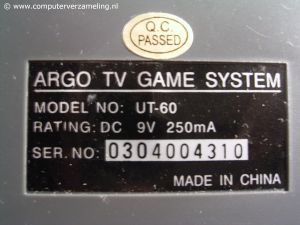 © www.computerverzameling.nl
Q.C.
PASSED
ARGO TV GAME SYSTEM
MODEL NO: UT-60
RATING: DC 9V 250mA
SER. NO: 0304004310
MADE IN CHINA